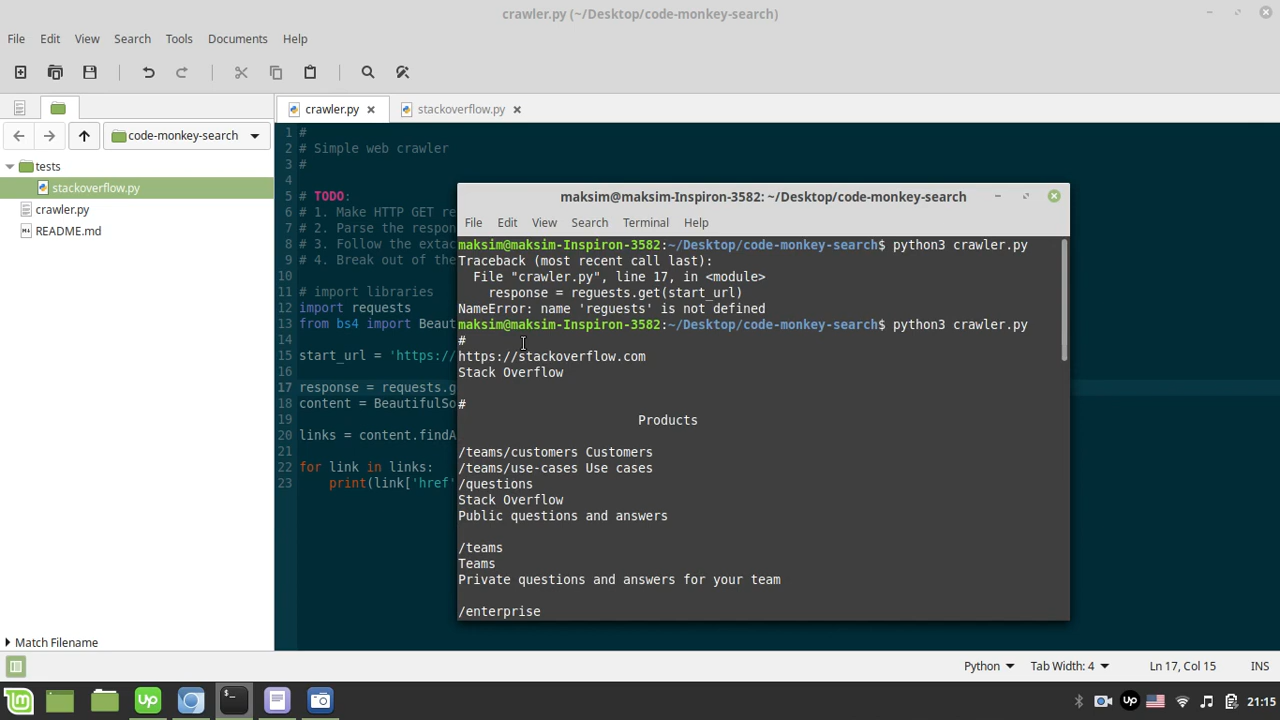 crawler.py (~/Desktop/code-monkey-search)
File Edit View Search Tools Documents Help
crawler.py stackoverflow.py
code-monkey-search
tests
stackoverflow.py
crawler.py
README.md
Match Filename
1 #
2 # Simple web crawler
3 #
4
5 # TODO:
6 # 1. Make HTTP GET re
7 # 2. Parse the respon
8 # 3. Follow the extac
9 # 4. Break out of the
10
11 # import libraries
12 import requests
13 from bs4 import Beaut
14
15 start_url = 'https://
16
17 response = requests.g
18 content = BeautifulSo
19
20 links = content.findA
21
22 for link in links:
23 print(link['href'
maksim@maksim-Inspiron-3582: ~/Desktop/code-monkey-search
File Edit View Search Terminal Help
maksim@maksim-Inspiron-3582:~/Desktop/code-monkey-search$ python3 crawler.py
Traceback (most recent call last):
File "crawler.py", line 17, in <module>
response = reguests.get(start_url)
NameError: name 'reguests' is not defined
maksim@maksim-Inspiron-3582:~/Desktop/code-monkey-search$ python3 crawler.py
#
https://stackoverflow.com
Stack Overflow
#
Products
/teams/customers Customers
/teams/use-cases Use cases
/questions
Stack Overflow
Public questions and answers
/teams
Teams
Private questions and answers for your team
/enterprise
Python Tab Width: 4 Ln 17, Col 15 INS
up >_ up 21:15